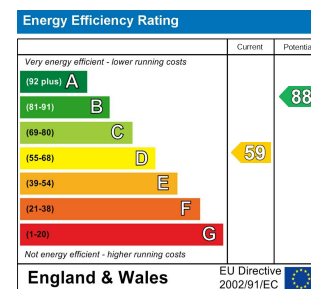 Energy Efficiency Rating
Current Potentia
Very energy efficient - lower running costs
(92 plus) A
(81-91) B
88
(69-80) C
(55-68) D
59
(39-54) E
(21-38) F
(1-20) G
Not energy efficient - higher running costs
England & Wales
EU Directive
2002/91/EC